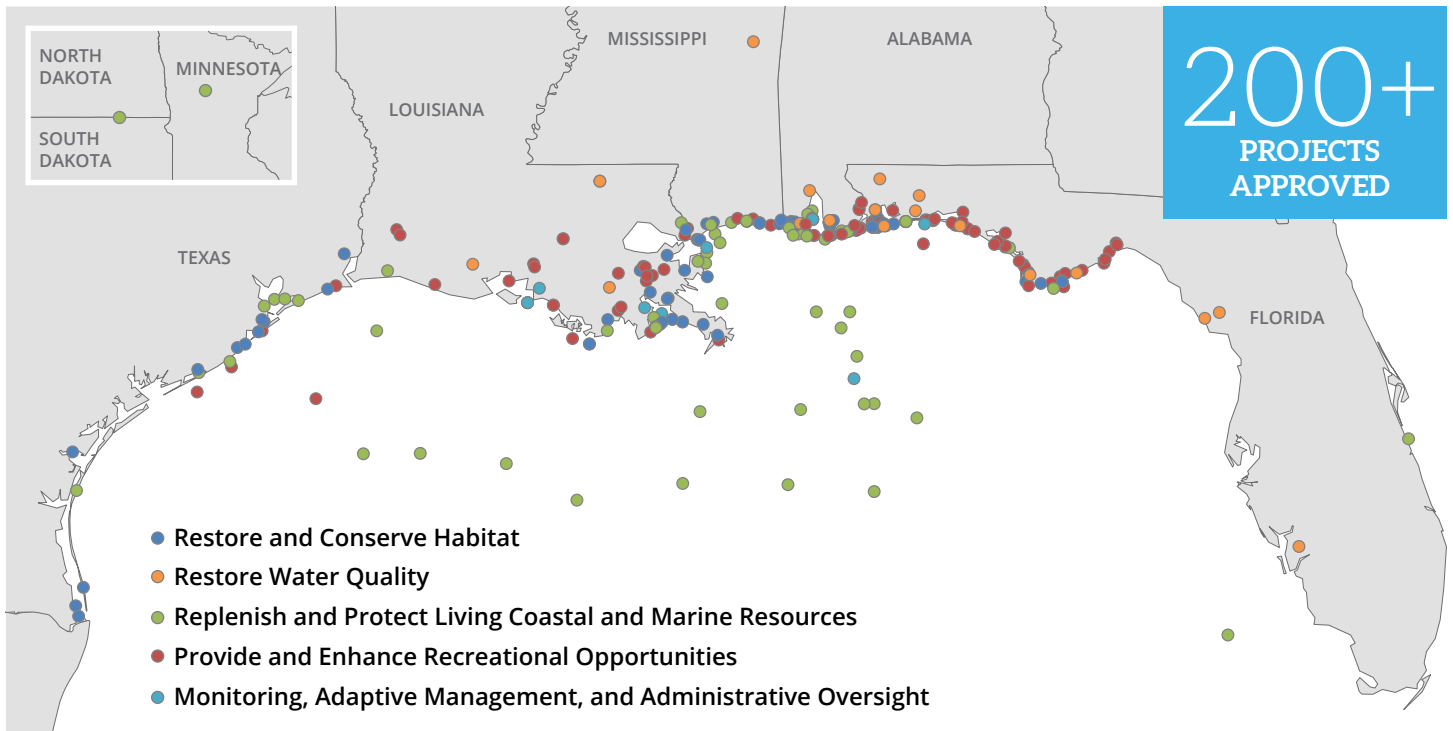 NORTH
DAKOTA
MINNESOTA
SOUTH
DAKOTA
LOUISIANA
MISSISSIPPI
ALABAMA
200+
PROJECTS
APPROVED
TEXAS
FLORIDA
Restore and Conserve Habitat
Restore Water Quality
Replenish and Protect Living Coastal and Marine Resources
Provide and Enhance Recreational Opportunities
Monitoring, Adaptive Management, and Administrative Oversight